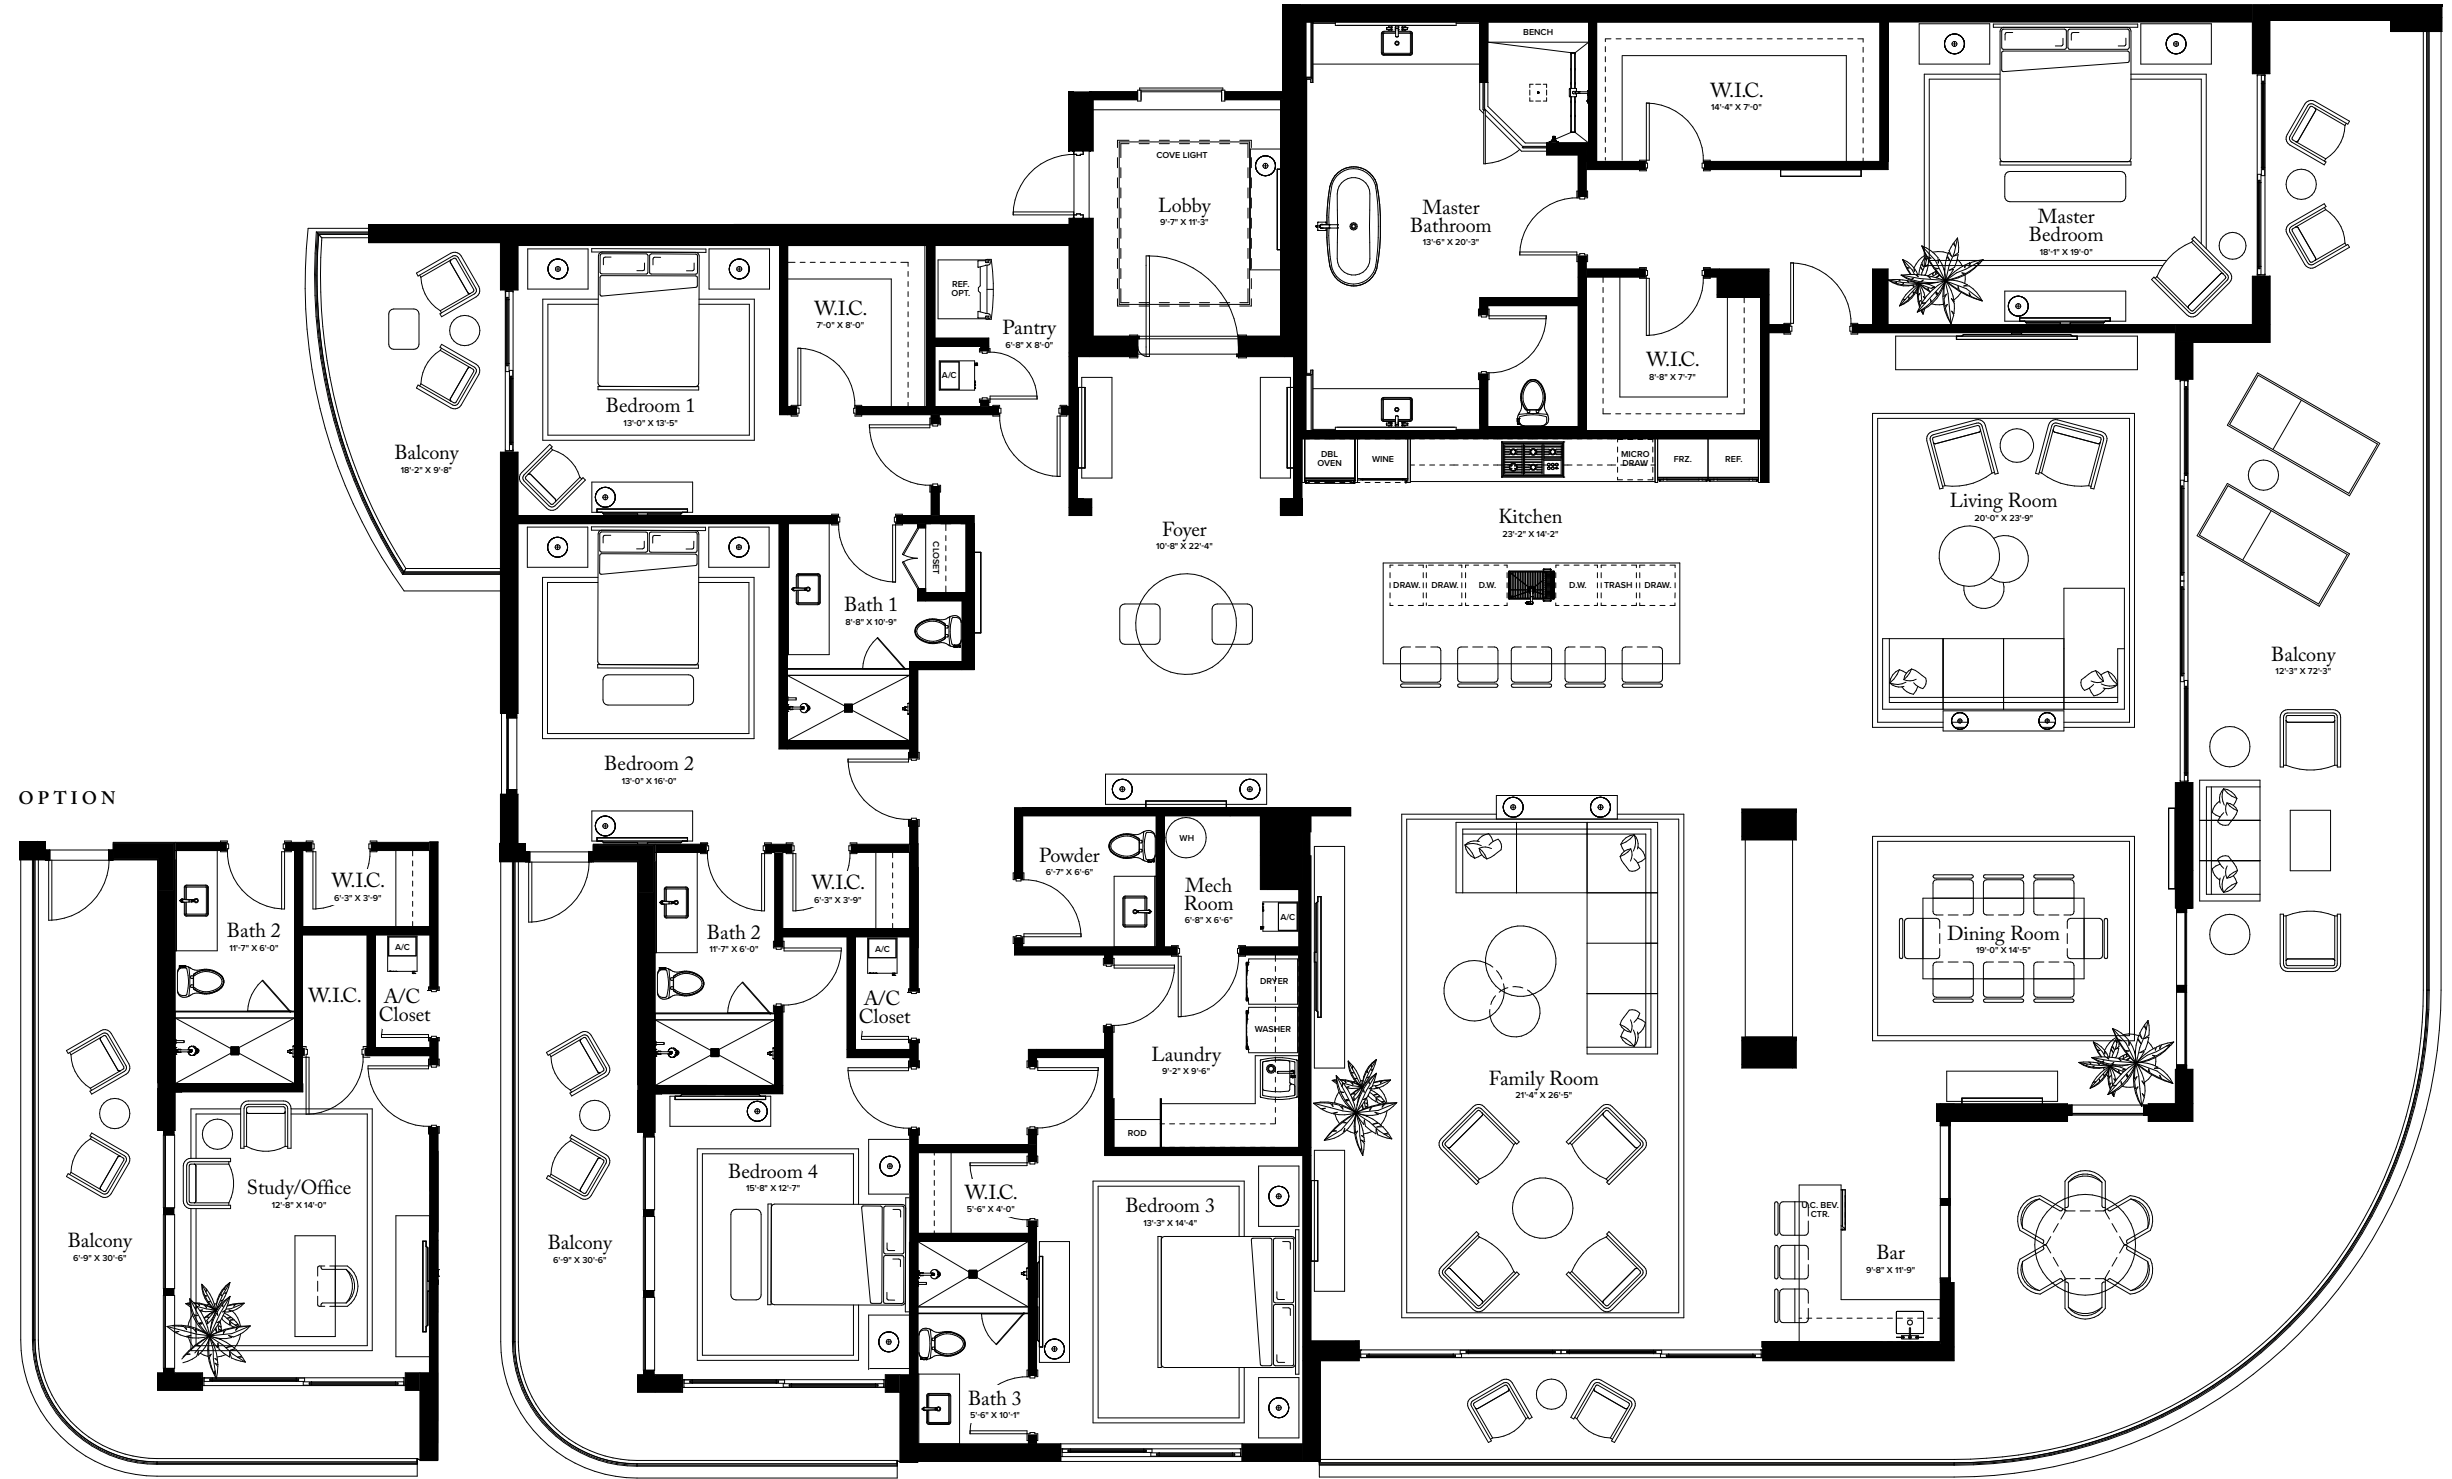 BENCH
W.I.C.
14'-4" X 7'-0"
COVE LIGHT
Lobby
9'-7" X 11'-3"
Master
Bathroom
13'-6" X 20'-3"
Master
Bedroom
18'-1" X 19'-0"
REF.
OPT.
W.I.C.
7'-0" X 8'-0"
Pantry
6'-8" X 8'-0"
A/C
W.I.C.
8'-8" X 7'-7"
Bedroom 1
13'-0" X 13'-5"
Balcony
18'-2" X 9'-8"
DBL
OVEN
WINE
MICRO
DRAW
FRZ.
REF.
Living Room
20'-0" X 23'-9"
Kitchen
23'-2" X 14'-2"
Foyer
10'-8" X 22'-4"
CLOSET
DRAW.
DRAW.
D.W.
D.W.
TRASH
DRAW.
Bath 1
8'-8" X 10'-9"
Balcony
12'-3" X 72'-3"
Bedroom 2
13'-0" X 16'-0"
OPTION
WH
Powder
6'-7" X 6'-6"
Mech
Room
6'-8" X 6'-6"
A/C
W.I.C.
6'-3" X 3'-9"
Bath 2
11'-7" X 6'-0"
A/C
W.I.C.
A/C
Closet
W.I.C.
6'-3" X 3'-9"
Bath 2
11'-7" X 6'-0"
A/C
A/C
Closet
Dining Room
19'-0" X 14'-5"
DRYER
WASHER
Laundry
9'-2" X 9'-6"
ROD
Family Room
21'-4" X 26'-5"
Study/Office
12'-8" X 14'-0"
Balcony
6'-9" X 30'-6"
Bedroom 4
15'-8" X 12'-7"
Balcony
6'-9" X 30'-6"
W.I.C.
5'-6" X 4'-0"
Bedroom 3
13'-3" X 14'-4"
U.C. BEV.
CTR.
Bar
9'-8" X 11'-9"
Bath 3
5'-6" X 10'-1"